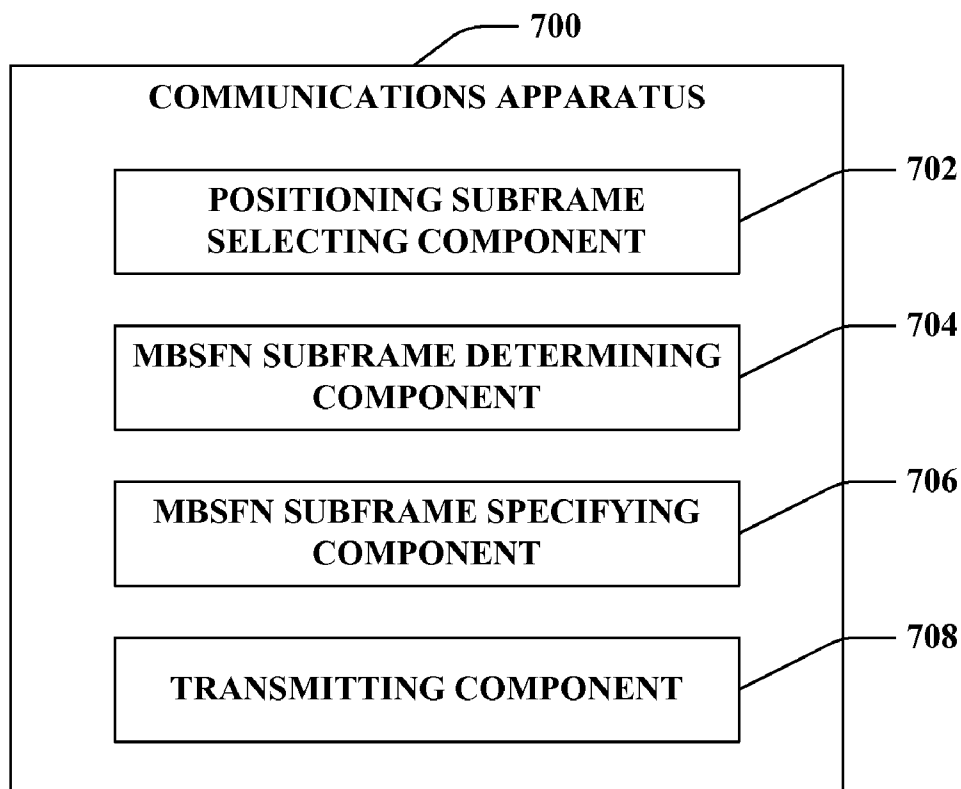 700
COMMUNICATIONS APPARATUS
702
POSITIONING SUBFRAME
SELECTING COMPONENT
704
MBSFN SUBFRAME DETERMINING
COMPONENT
706
MBSFN SUBFRAME SPECIFYING
COMPONENT
708
TRANSMITTING COMPONENT